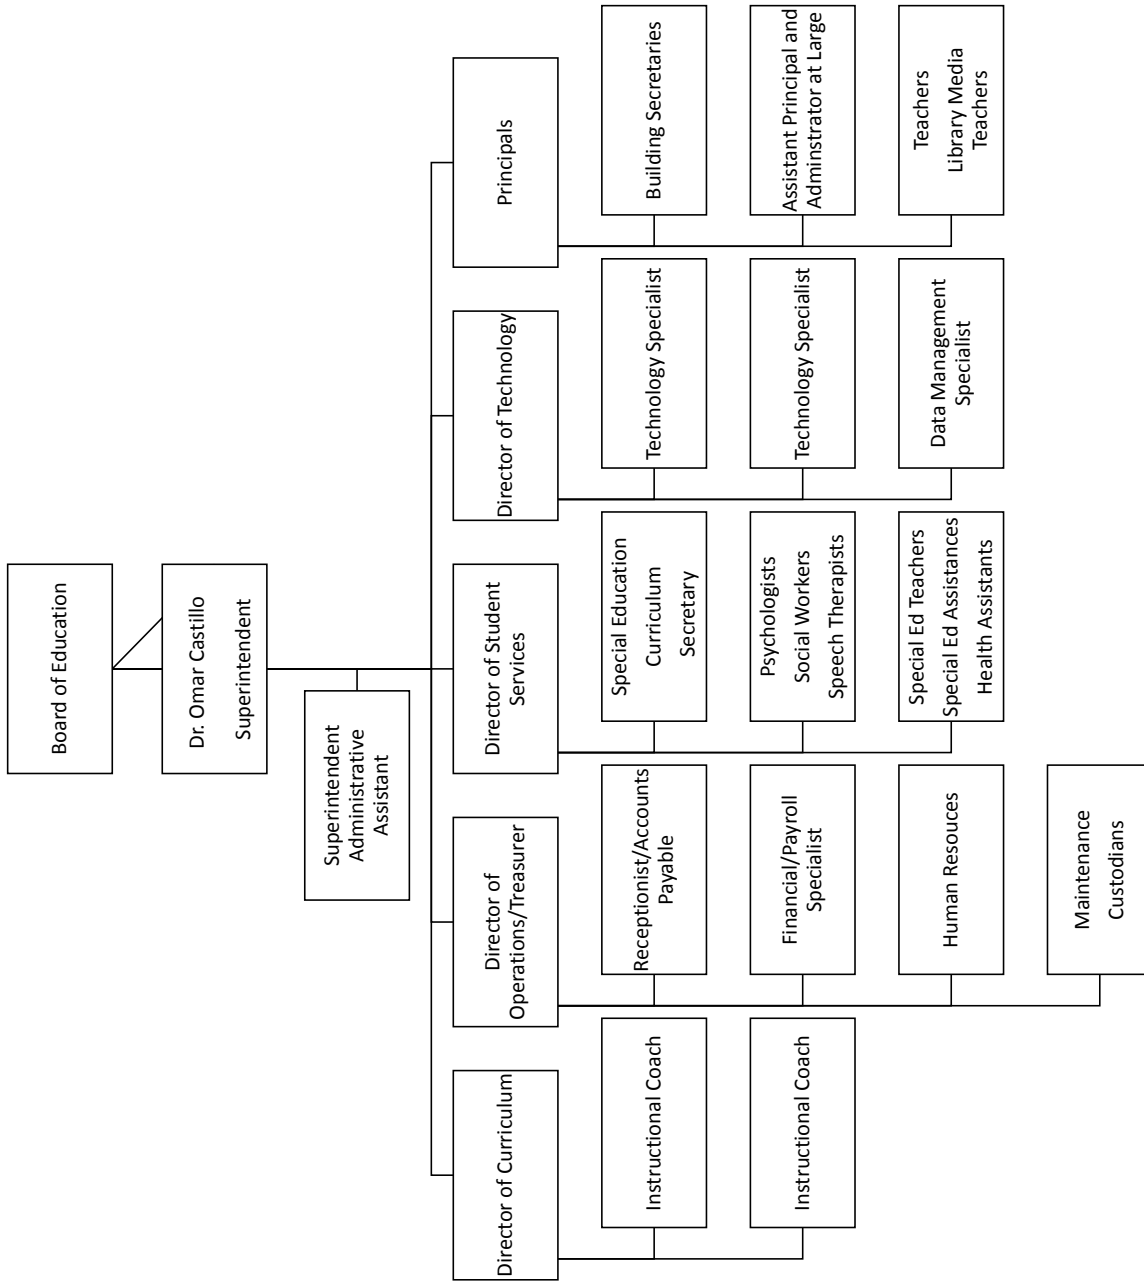 Board of Education
Dr. Omar Castillo
Superintendent
Superintendent
Administrative
Assistant
Director of Curriculum
Instructional Coach
Instructional Coach
Director of
Operations/Treasurer
Receptionist/Accounts
Payable
Financial/Payroll
Specialist
Human Resouces
Maintenance
Custodians
Director of Student
Services
Special Education
Curriculum
Secretary
Psychologists
Social Workers
Speech Therapists
Special Ed Teachers
Special Ed Assistances
Health Assistants
Director of Technology
Technology Specialist
Technology Specialist
Data Management
Specialist
Principals
Building Secretaries
Assistant Principal and
Adminstrator at Large
Teachers
Library Media
Teachers